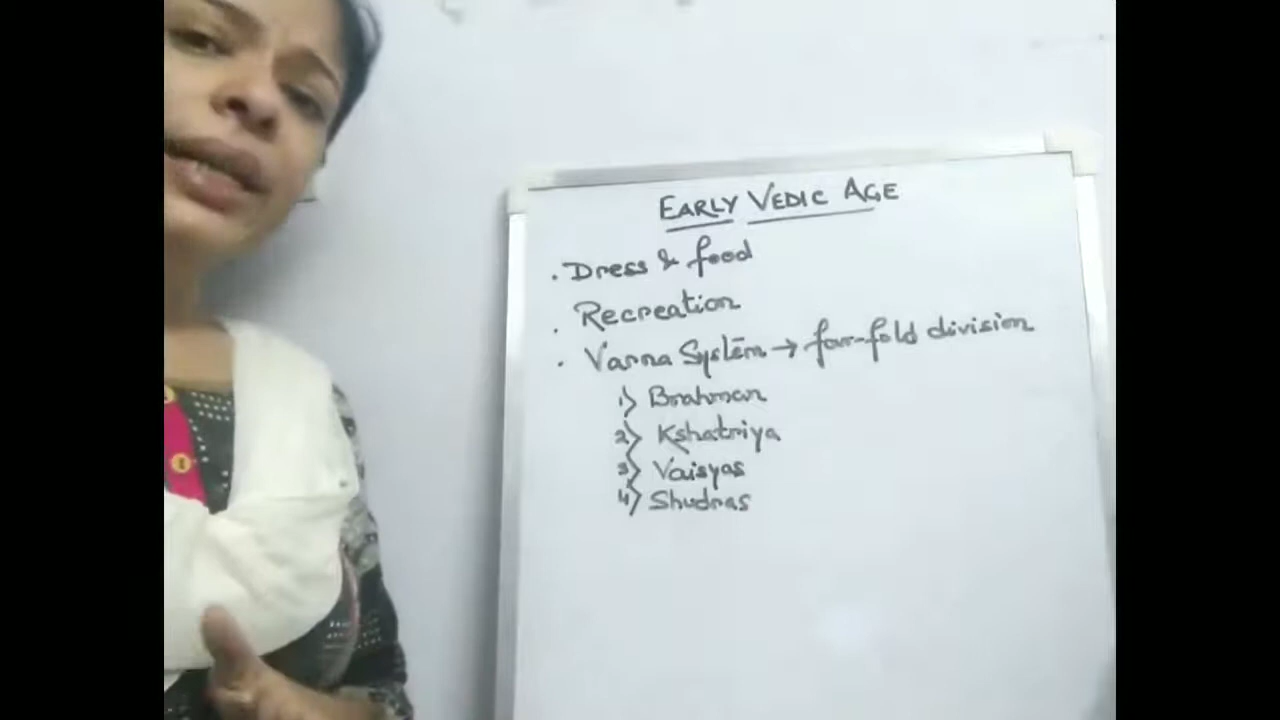 EARLY VEDIC AGE
. Dress & food
. Recreation
. Varna System → four-fold division
1) Brahman
2) Kshatriya
3) Vaisyas
4) Shudras